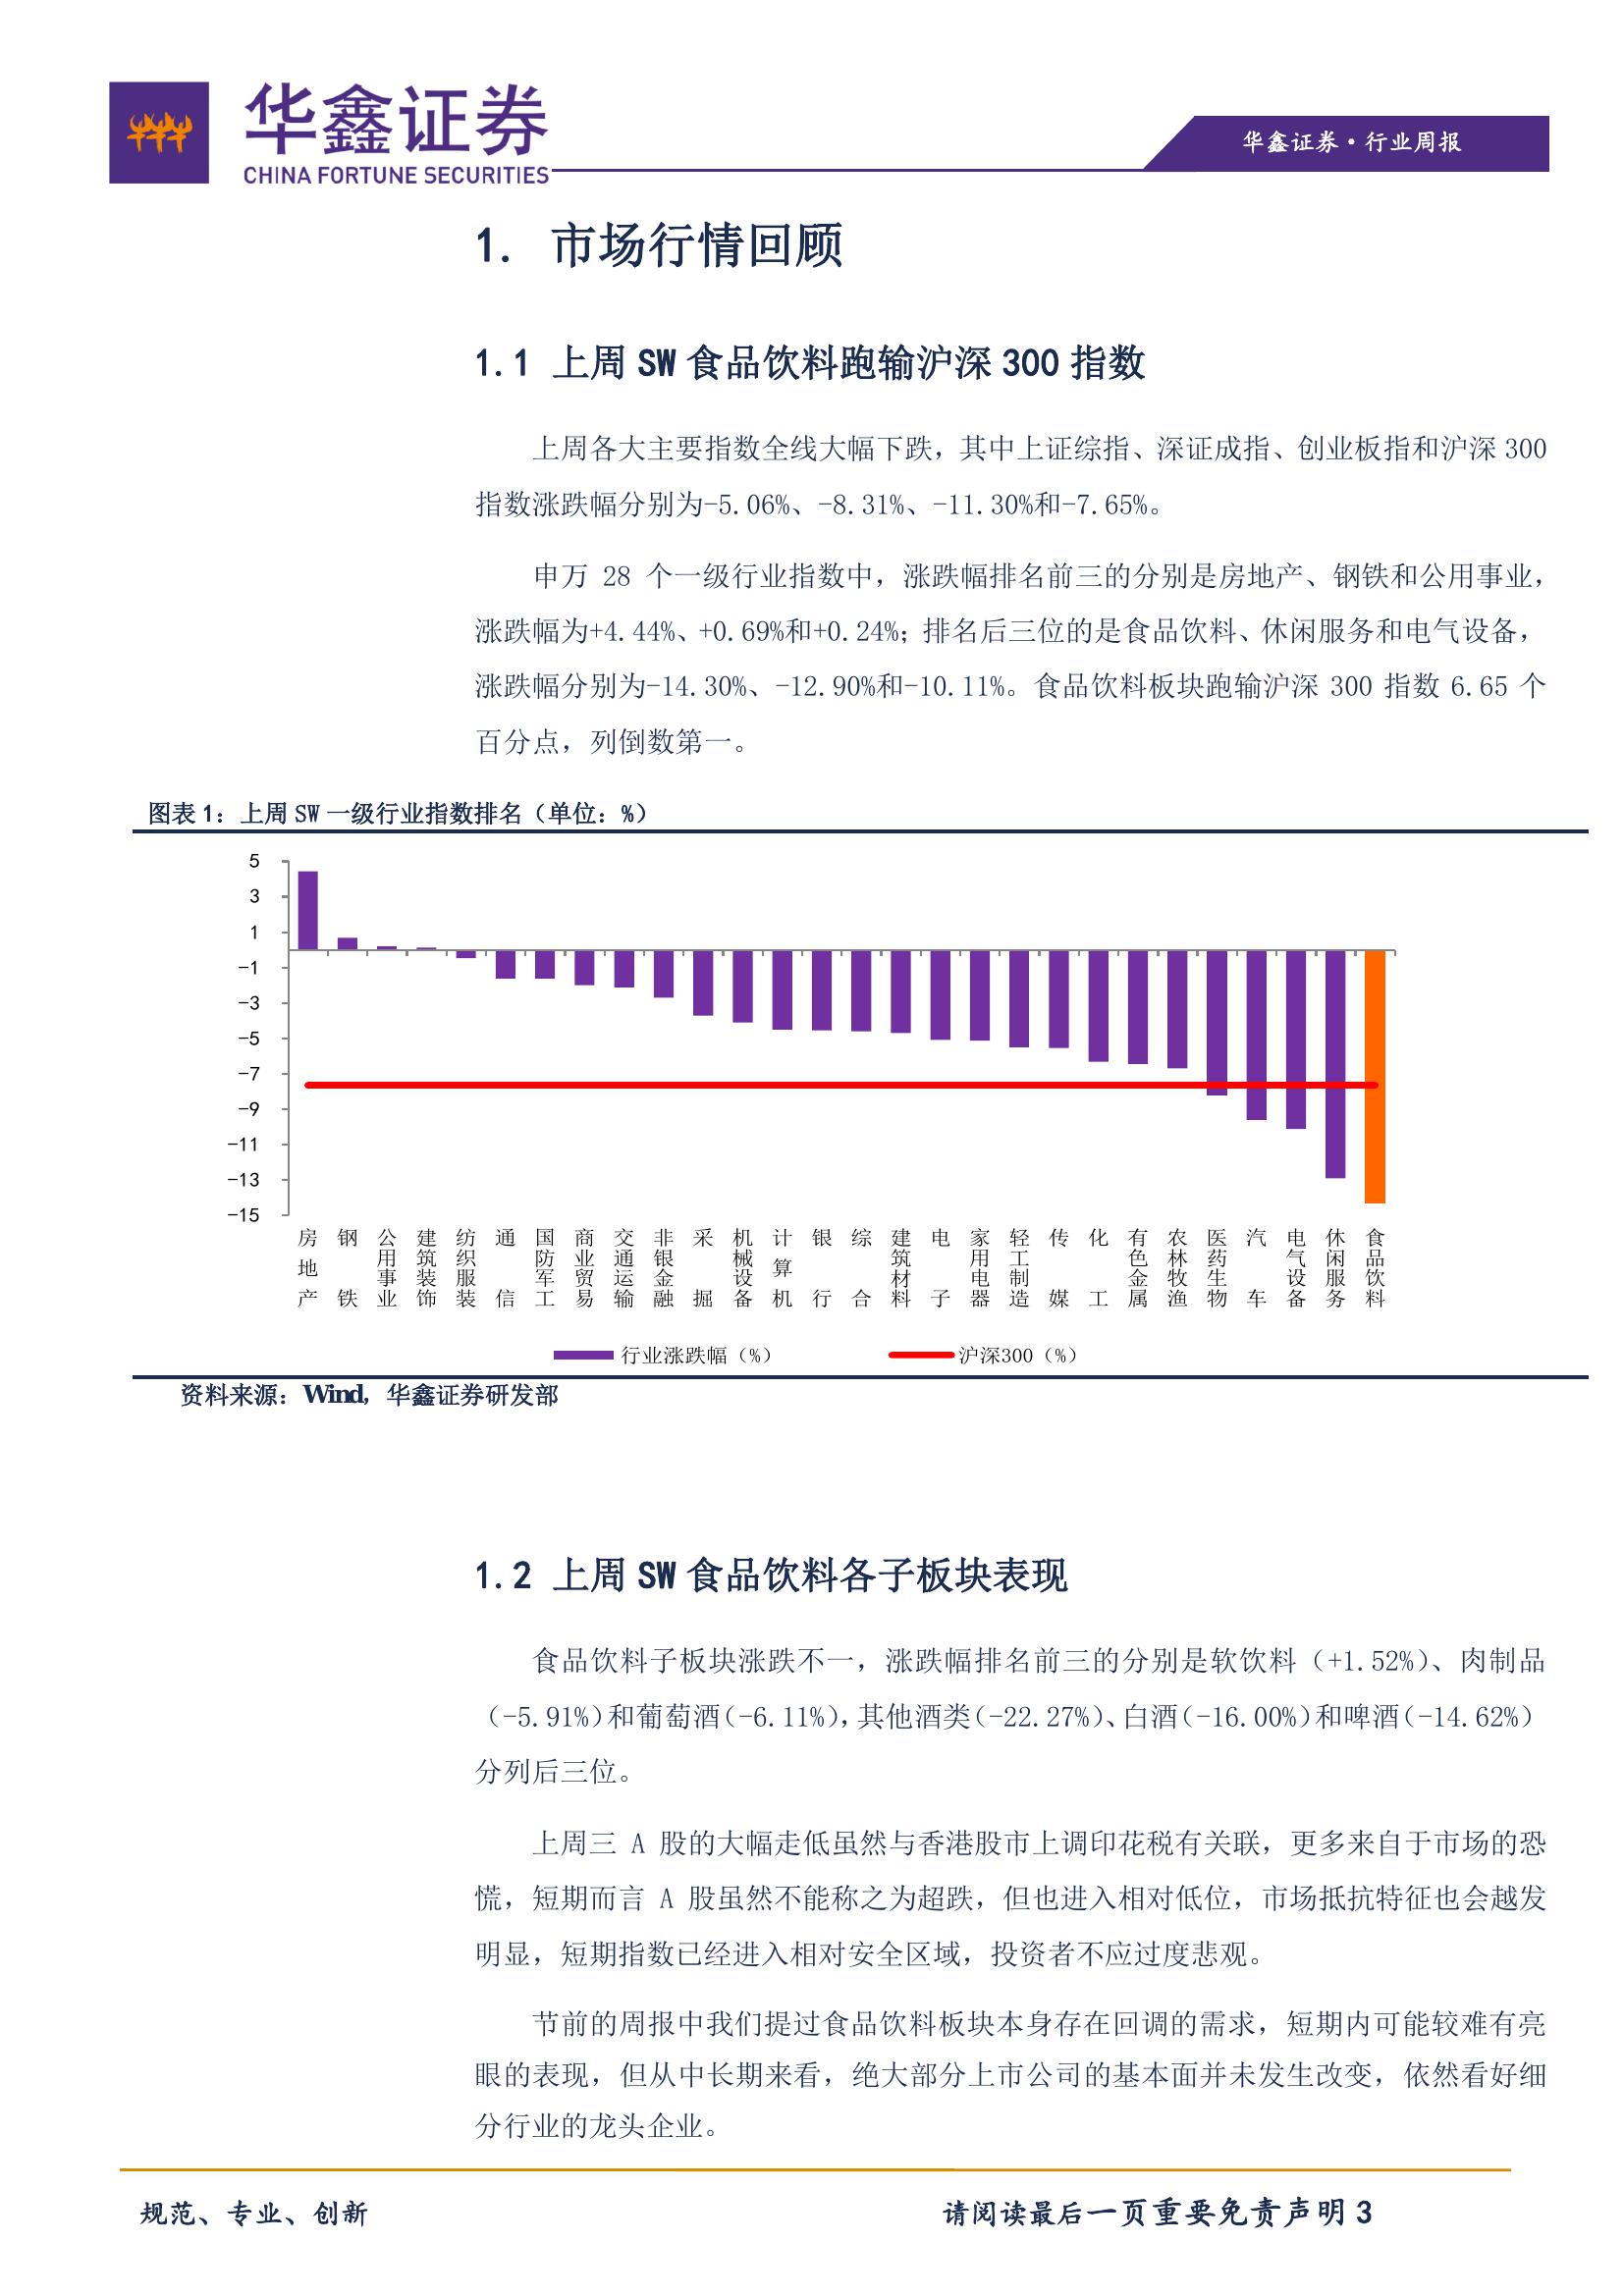 华鑫证券
CHINA FORTUNE SECURITIES
华鑫证券·行业周报
1. 市场行情回顾
1.1 上周 SW 食品饮料跑输沪深 300 指数
上周各大主要指数全线大幅下跌，其中上证综指、深证成指、创业板指和沪深 300
指数涨跌幅分别为-5.06%、-8.31%、-11.30%和-7.65%。
申万 28 个一级行业指数中，涨跌幅排名前三的分别是房地产、钢铁和公用事业，
涨跌幅为+4.44%、+0.69%和+0.24%；排名后三位的是食品饮料、休闲服务和电气设备，
涨跌幅分别为-14.30%、-12.90%和-10.11%。食品饮料板块跑输沪深 300 指数 6.65 个
百分点，列倒数第一。
图表 1：上周 SW 一级行业指数排名（单位：%）
5
3
1
-1
-3
-5
-7
-9
-11
-13
-15
房地产
钢铁
公用事业
建筑装饰
纺织服装
通信
国防军工
商业贸易
交通运输
非银金融
采掘
机械设备
计算机
银行
综合
建筑材料
电子
家用电器
轻工制造
传媒
化工
有色金属
农林牧渔
医药生物
汽车
电气设备
休闲服务
食品饮料
行业涨跌幅（%）
沪深300（%）
资料来源：Wind，华鑫证券研发部
1.2 上周 SW 食品饮料各子板块表现
食品饮料子板块涨跌不一，涨跌幅排名前三的分别是软饮料（+1.52%）、肉制品
（-5.91%）和葡萄酒（-6.11%），其他酒类（-22.27%）、白酒（-16.00%）和啤酒（-14.62%）
分列后三位。
上周三 A 股的大幅走低虽然与香港股市上调印花税有关联，更多来自于市场的恐
慌，短期而言 A 股虽然不能称之为超跌，但也进入相对低位，市场抵抗特征也会越发
明显，短期指数已经进入相对安全区域，投资者不应过度悲观。
节前的周报中我们提过食品饮料板块本身存在回调的需求，短期内可能较难有亮
眼的表现，但从中长期来看，绝大部分上市公司的基本面并未发生改变，依然看好细
分行业的龙头企业。
规范、专业、创新
请阅读最后一页重要免责声明 3